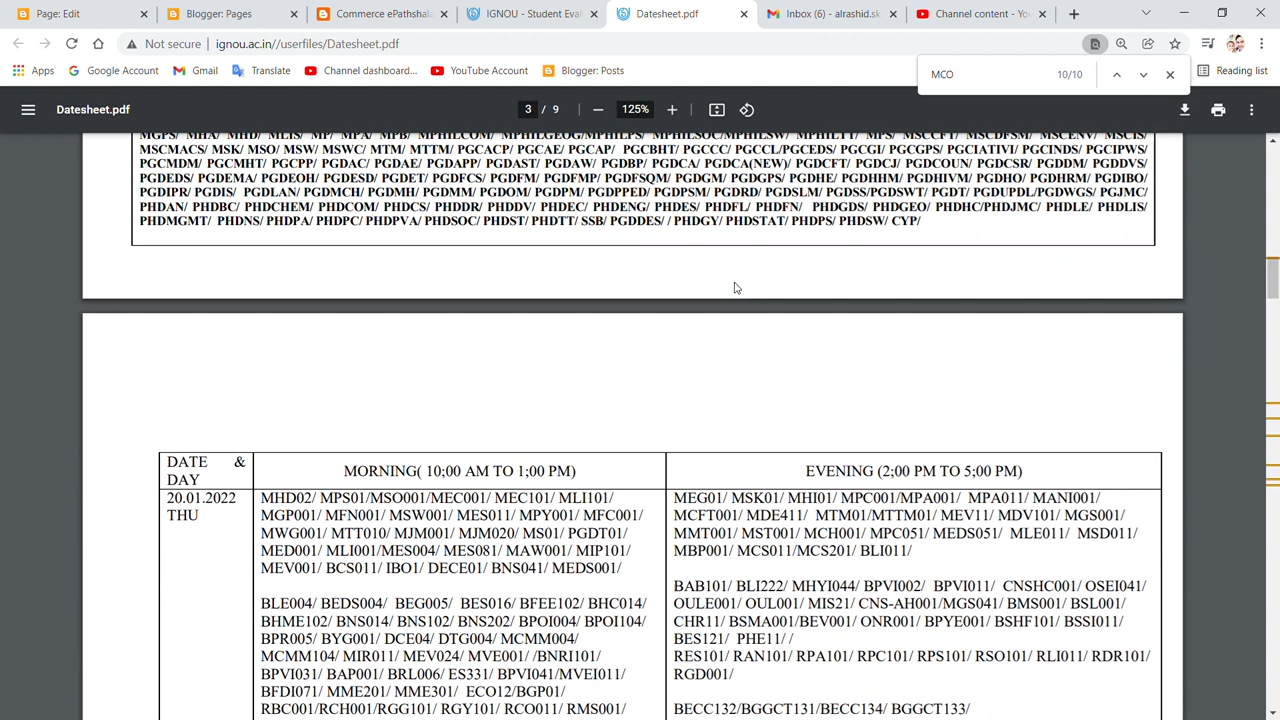 Page: Edit
Blogger: Pages
Commerce ePathshal
IGNOU - Student Eval
Datesheet.pdf
Inbox (6) - alrashid.sk
Channel content - Yo
Not secure
ignou.ac.in//userfiles/Datesheet.pdf
Apps
Google Account
Gmail
Translate
Channel dashboard...
YouTube Account
Blogger: Posts
Reading list
MCO
10/10
Datesheet.pdf
3 / 9
125%
MGPS/ MHA/ MHD/ MLIS/ MP/ MPA/ MPB/ MPHILCOM/ MPHILGEOG/MPHILPS/ MPHILSOC/MPHILSW/ MPHILTT/ MPS/ MSCCFT/ MSCDFSM/ MSCENV/ MSCIS/
MSCMACS/ MSK/ MSO/ MSW/ MSWC/ MTM/ MTTM/ PGCACP/ PGCAE/ PGCAP/ PGCBHT/ PGCCC/ PGCCL/PGCEDS/ PGCGI/ PGCGPS/ PGCIATIVI/ PGCINDS/ PGCIPWS/
PGCMDM/ PGCMHT/ PGCPP/ PGDAC/ PGDAE/ PGDAPP/ PGDAST/ PGDAW/ PGDBP/ PGDCA/ PGDCA(NEW)/ PGDCFT/ PGDCJ/ PGDCOUN/ PGDCSR/ PGDDM/ PGDDVS/
PGDEDS/ PGDEMA/ PGDEOH/ PGDESD/ PGDET/ PGDFCS/ PGDFM/ PGDFMP/ PGDFSQM/ PGDGM/ PGDGPS/ PGDHE/ PGDHHM/ PGDHIVM/ PGDHO/ PGDHRM/ PGDIBO/
PGDIPR/ PGDIS/ PGDLAN/ PGDMCH/ PGDMH/ PGDMM/ PGDOM/ PGDPM/ PGDPPED/ PGDPSM/ PGDRD/ PGDSLM/ PGDSS/PGDSWT/ PGDT/ PGDUPDL/PGDWGS/ PGJMC/
PHDAN/ PHDBC/ PHDCHEM/ PHDCOM/ PHDCS/ PHDDR/ PHDDV/ PHDEC/ PHDENG/ PHDES/ PHDFL/ PHDFN/ PHDGDS/ PHDGEO/ PHDHC/PHDJMC/ PHDLE/ PHDLIS/
PHDMGMT/ PHDNS/ PHDPA/ PHDPC/ PHDPVA/ PHDSOC/ PHDST/ PHDTT/ SSB/ PGDDES/ / PHDGY/ PHDSTAT/ PHDPS/ PHDSW/ CYP/
DATE &
DAY
MORNING( 10;00 AM TO 1;00 PM)
EVENING (2;00 PM TO 5;00 PM)
20.01.2022
THU
MHD02/ MPS01/MSO001/MEC001/ MEC101/ MLI101/
MGP001/ MFN001/ MSW001/ MES011/ MPY001/ MFC001/
MWG001/ MTT010/ MJM001/ MJM020/ MS01/ PGDT01/
MED001/ MLI001/MES004/ MES081/ MAW001/ MIP101/
MEV001/ BCS011/ IBO1/ DECE01/ BNS041/ MEDS001/
BLE004/ BEDS004/ BEG005/ BES016/ BFEE102/ BHC014/
BHME102/ BNS014/ BNS102/ BNS202/ BPOI004/ BPOI104/
BPR005/ BYG001/ DCE04/ DTG004/ MCMM004/
MCMM104/ MIR011/ MEV024/ MVE001/ /BNRI101/
BPVI031/ BAP001/ BRL006/ ES331/ BPVI041/MVEI011/
BFDI071/ MME201/ MME301/ ECO12/BGP01/
RBC001/RCH001/RGG101/ RGY101/ RCO011/ RMS001/
MEG01/ MSK01/ MHI01/ MPC001/MPA001/ MPA011/ MANI001/
MCFT001/ MDE411/ MTM01/MTTM01/ MEV11/ MDV101/ MGS001/
MMT001/ MST001/ MCH001/ MPC051/ MEDS051/ MLE011/ MSD011/
MBP001/ MCS011/MCS201/ BLI011/
BAB101/ BLI222/ MHYI044/ BPVI002/ BPVI011/ CNSHC001/ OSEI041/
OULE001/ OUL001/ MIS21/ CNS-AH001/MGS041/ BMS001/ BSL001/
CHR11/ BSMA001/BEV001/ ONR001/ BPYE001/ BSHF101/ BSSI011/
BES121/ PHE11/ /
RES101/ RAN101/ RPA101/ RPC101/ RPS101/ RSO101/ RLI011/ RDR101/
RGD001/
BECC132/BGGCT131/BECC134/ BGGCT133/